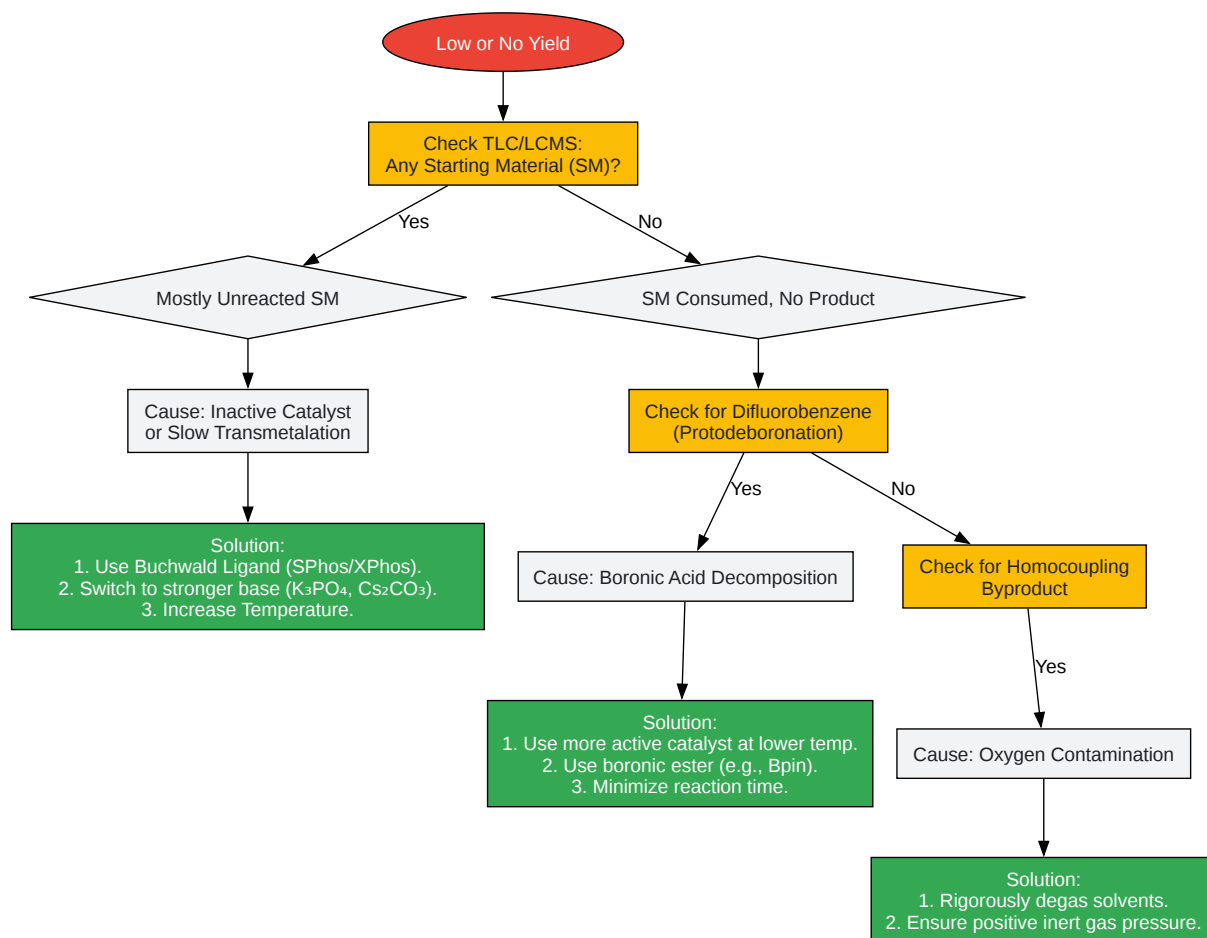 Low or No Yield
Check TLC/LCMS:
Any Starting Material (SM)?
Yes
No
Mostly Unreacted SM
SM Consumed, No Product
Cause: Inactive Catalyst
or Slow Transmetalation
Check for Difluorobenzene
(Protodeboronation)
Yes
No
Solution:
1. Use Buchwald Ligand (SPhos/XPhos).
2. Switch to stronger base (K₃PO₄, Cs₂CO₃).
3. Increase Temperature.
Cause: Boronic Acid Decomposition
Check for Homocoupling
Byproduct
Yes
Solution:
1. Use more active catalyst at lower temp.
2. Use boronic ester (e.g., Bpin).
3. Minimize reaction time.
Cause: Oxygen Contamination
Solution:
1. Rigorously degas solvents.
2. Ensure positive inert gas pressure.